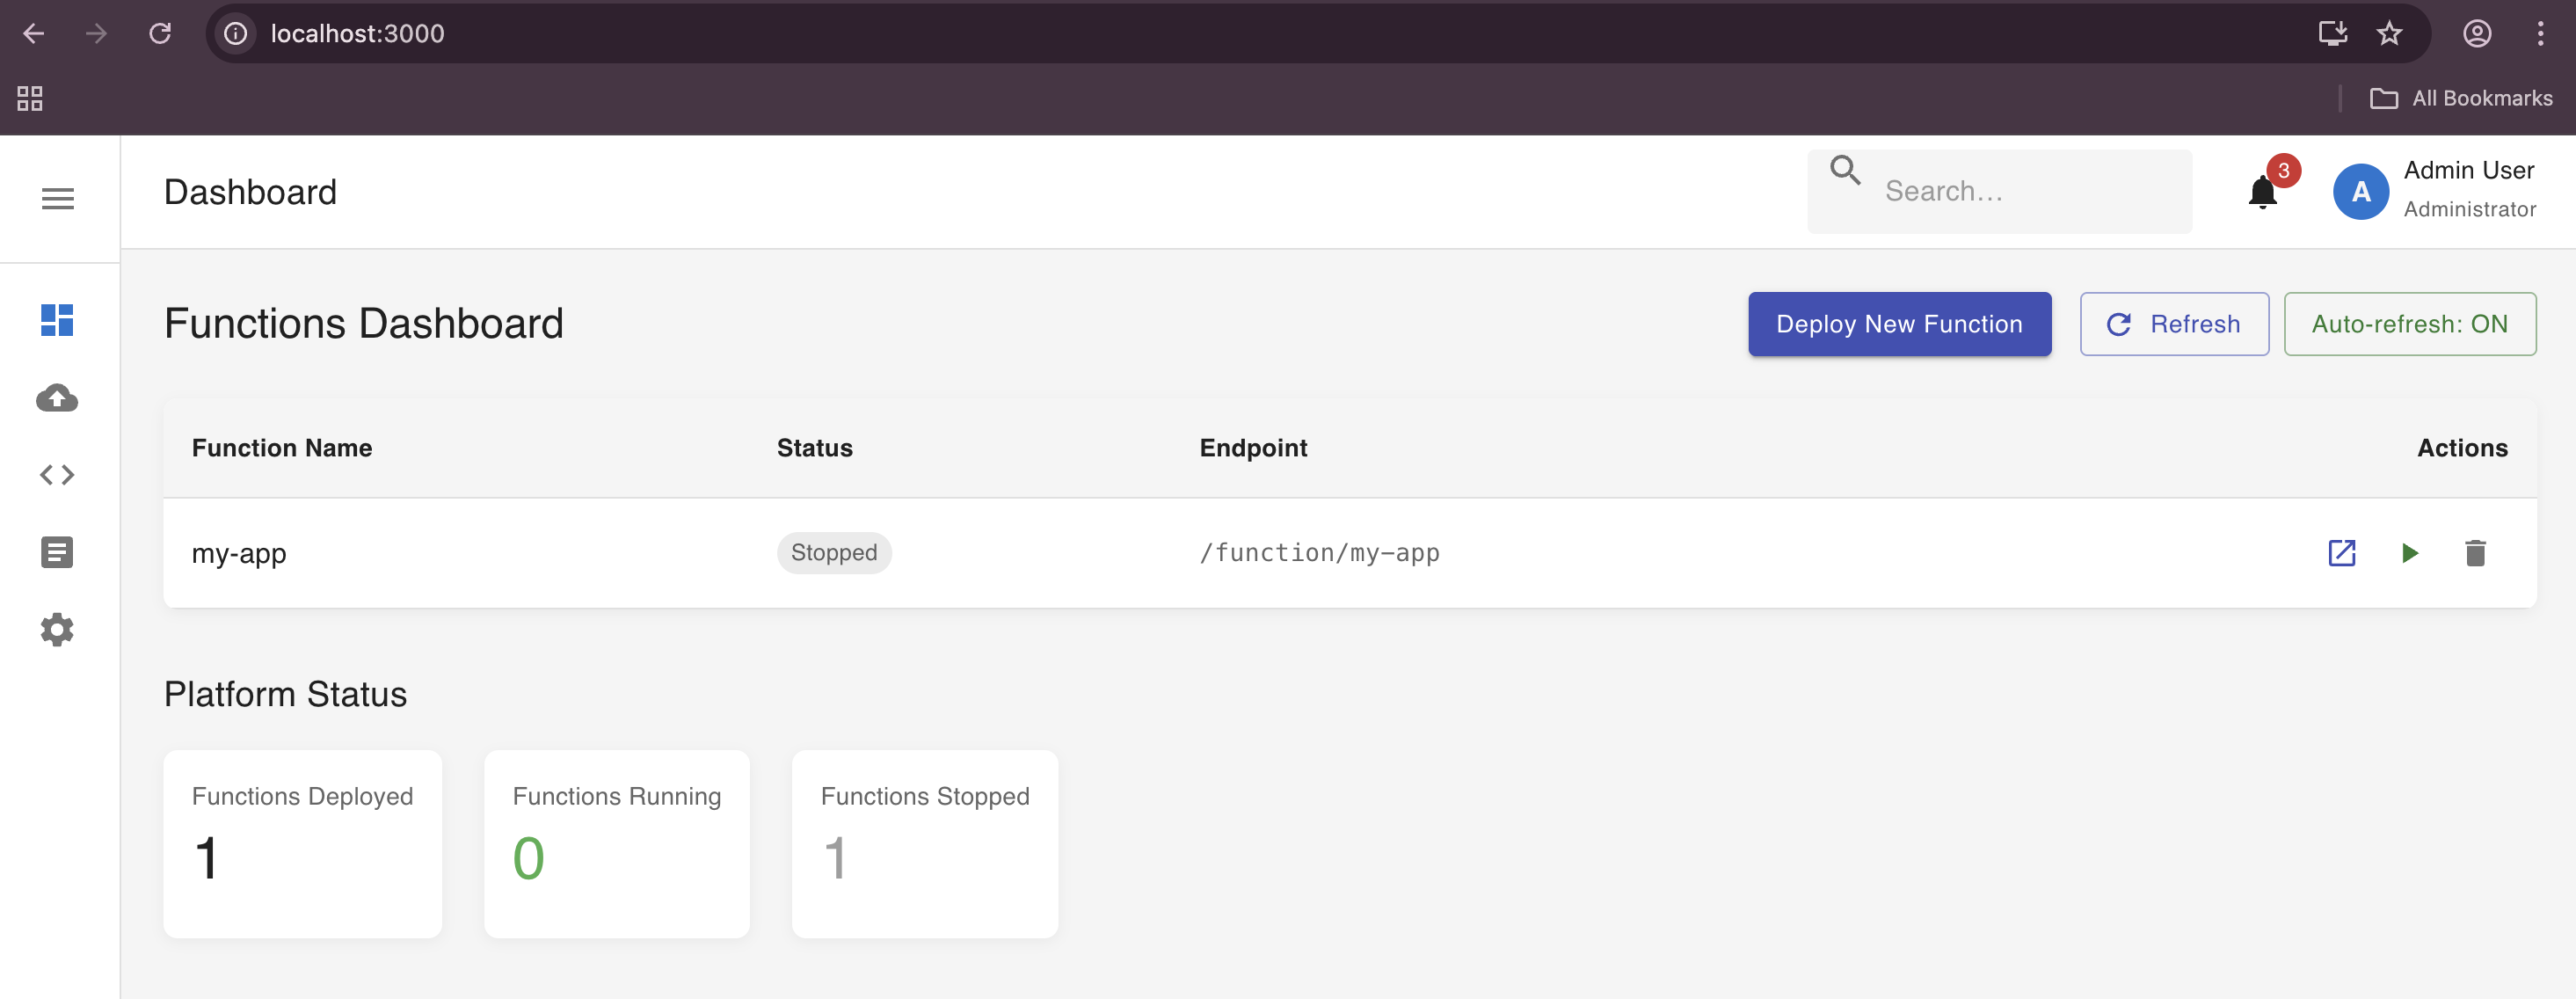 localhost:3000
All Bookmarks
Dashboard
Search…
3
A
Admin User
Administrator
Functions Dashboard
Deploy New Function
Refresh
Auto-refresh: ON
Function Name
Status
Endpoint
Actions
my-app
Stopped
/function/my-app
Platform Status
Functions Deployed
1
Functions Running
0
Functions Stopped
1